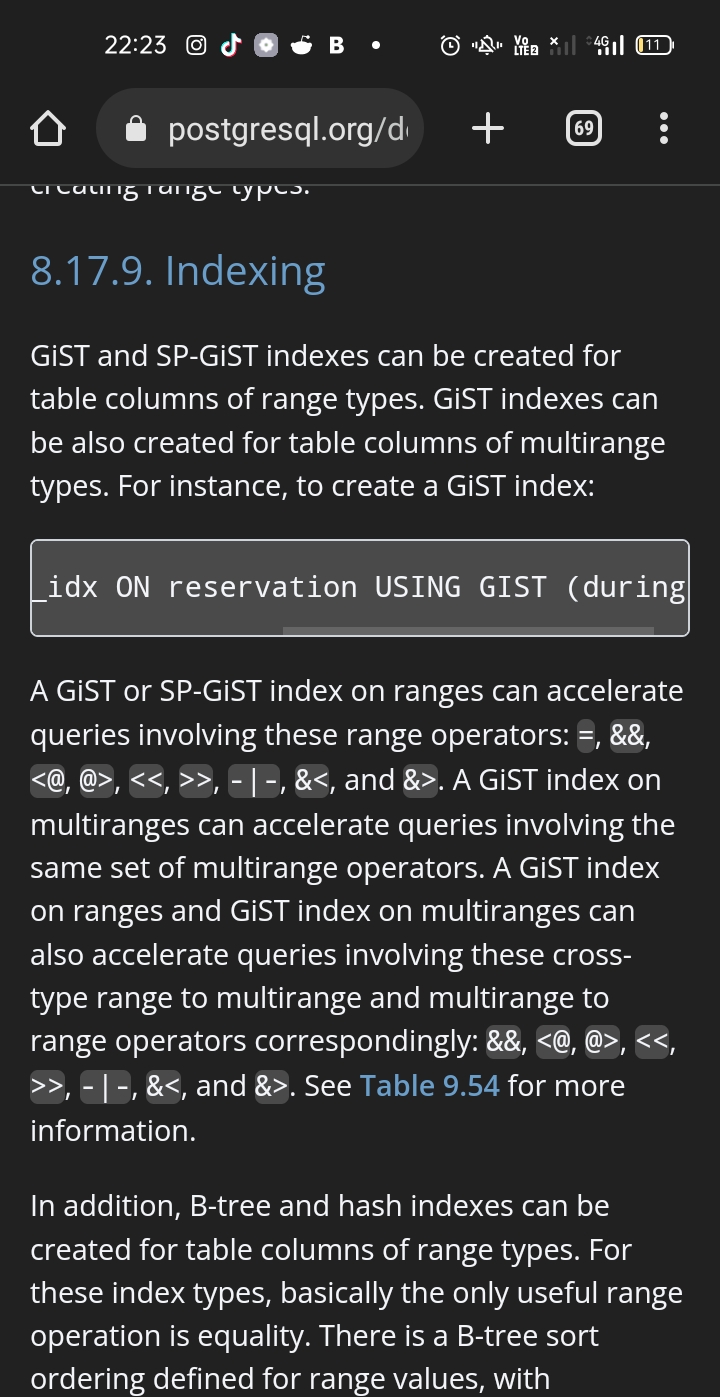 22:23
B
Vo
LTE2
4G
11
postgresql.org/d
69
creating range types.
8.17.9. Indexing
GiST and SP-GiST indexes can be created for
table columns of range types. GiST indexes can
be also created for table columns of multirange
types. For instance, to create a GiST index:
_idx ON reservation USING GIST (during
A GiST or SP-GiST index on ranges can accelerate
queries involving these range operators: =, &&,
<@, @>, <<, >>, -|-, &<, and &>. A GiST index on
multiranges can accelerate queries involving the
same set of multirange operators. A GiST index
on ranges and GiST index on multiranges can
also accelerate queries involving these cross-
type range to multirange and multirange to
range operators correspondingly: &&, <@, @>, <<,
>>, -|-, &<, and &>. See Table 9.54 for more
information.
In addition, B-tree and hash indexes can be
created for table columns of range types. For
these index types, basically the only useful range
operation is equality. There is a B-tree sort
ordering defined for range values, with